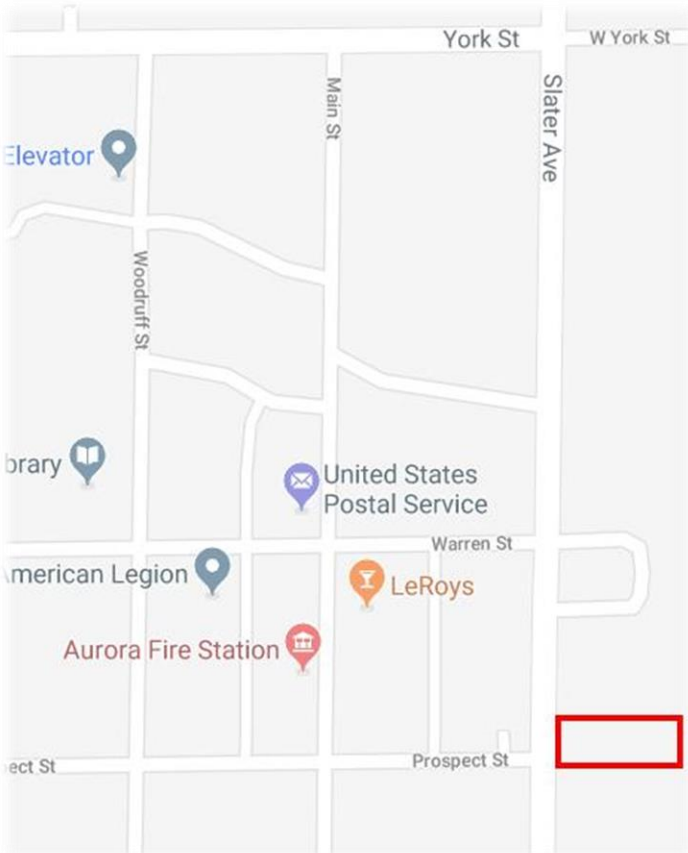 York St
W York St
Main St
Slater Ave
Elevator
Woodruff St
brary
United States
Postal Service
Warren St
American Legion
LeRoys
Aurora Fire Station
ect St
Prospect St